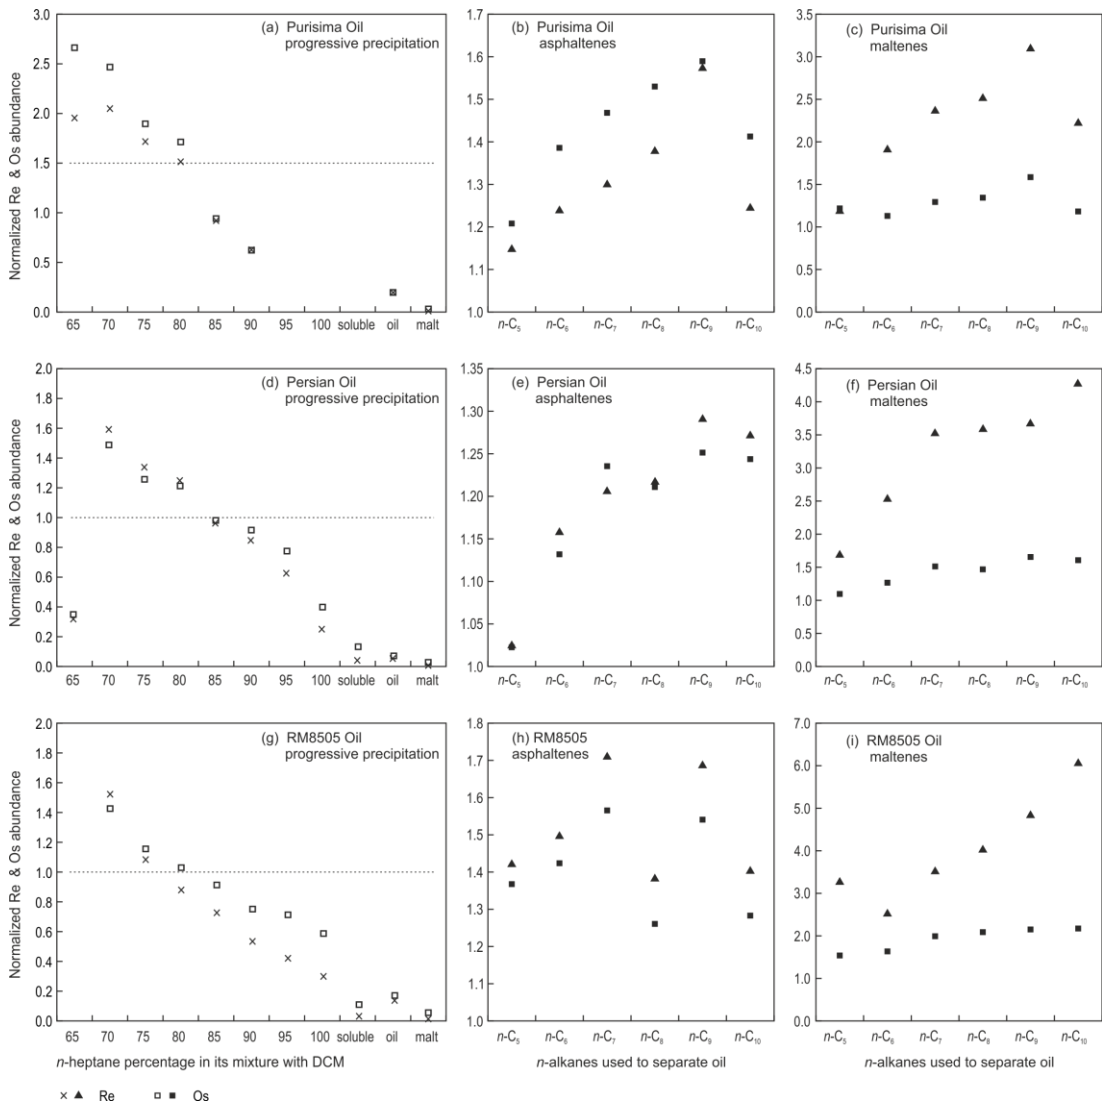 (a) Purisima Oil
progressive precipitation
Normalized Re & Os abundance
3.0
2.5
2.0
1.5
1.0
0.5
0.0
65 70 75 80 85 90 95 100 soluble oil malt
(b) Purisima Oil
asphaltenes
1.7
1.6
1.5
1.4
1.3
1.2
1.1
1.0
n-C₅ n-C₆ n-C₇ n-C₈ n-C₉ n-C₁₀
(c) Purisima Oil
maltenes
3.5
3.0
2.5
2.0
1.5
1.0
0.5
0.0
n-C₅ n-C₆ n-C₇ n-C₈ n-C₉ n-C₁₀
(d) Persian Oil
progressive precipitation
Normalized Re & Os abundance
2.0
1.8
1.6
1.4
1.2
1.0
0.8
0.6
0.4
0.2
0.0
65 70 75 80 85 90 95 100 soluble oil malt
(e) Persian Oil
asphaltenes
1.35
1.30
1.25
1.20
1.15
1.10
1.05
1.0
n-C₅ n-C₆ n-C₇ n-C₈ n-C₉ n-C₁₀
(f) Persian Oil
maltenes
4.5
4.0
3.5
3.0
2.5
2.0
1.5
1.0
0.5
0.0
n-C₅ n-C₆ n-C₇ n-C₈ n-C₉ n-C₁₀
(g) RM8505 Oil
progressive precipitation
Normalized Re & Os abundance
2.0
1.8
1.6
1.4
1.2
1.0
0.8
0.6
0.4
0.2
0.0
65 70 75 80 85 90 95 100 soluble oil malt
n-heptane percentage in its mixture with DCM
(h) RM8505
asphaltenes
1.8
1.7
1.6
1.5
1.4
1.3
1.2
1.1
1.0
n-C₅ n-C₆ n-C₇ n-C₈ n-C₉ n-C₁₀
n-alkanes used to separate oil
(i) RM8505 Oil
maltenes
7.0
6.0
5.0
4.0
3.0
2.0
1.0
0.0
n-C₅ n-C₆ n-C₇ n-C₈ n-C₉ n-C₁₀
n-alkanes used to separate oil
Re Os